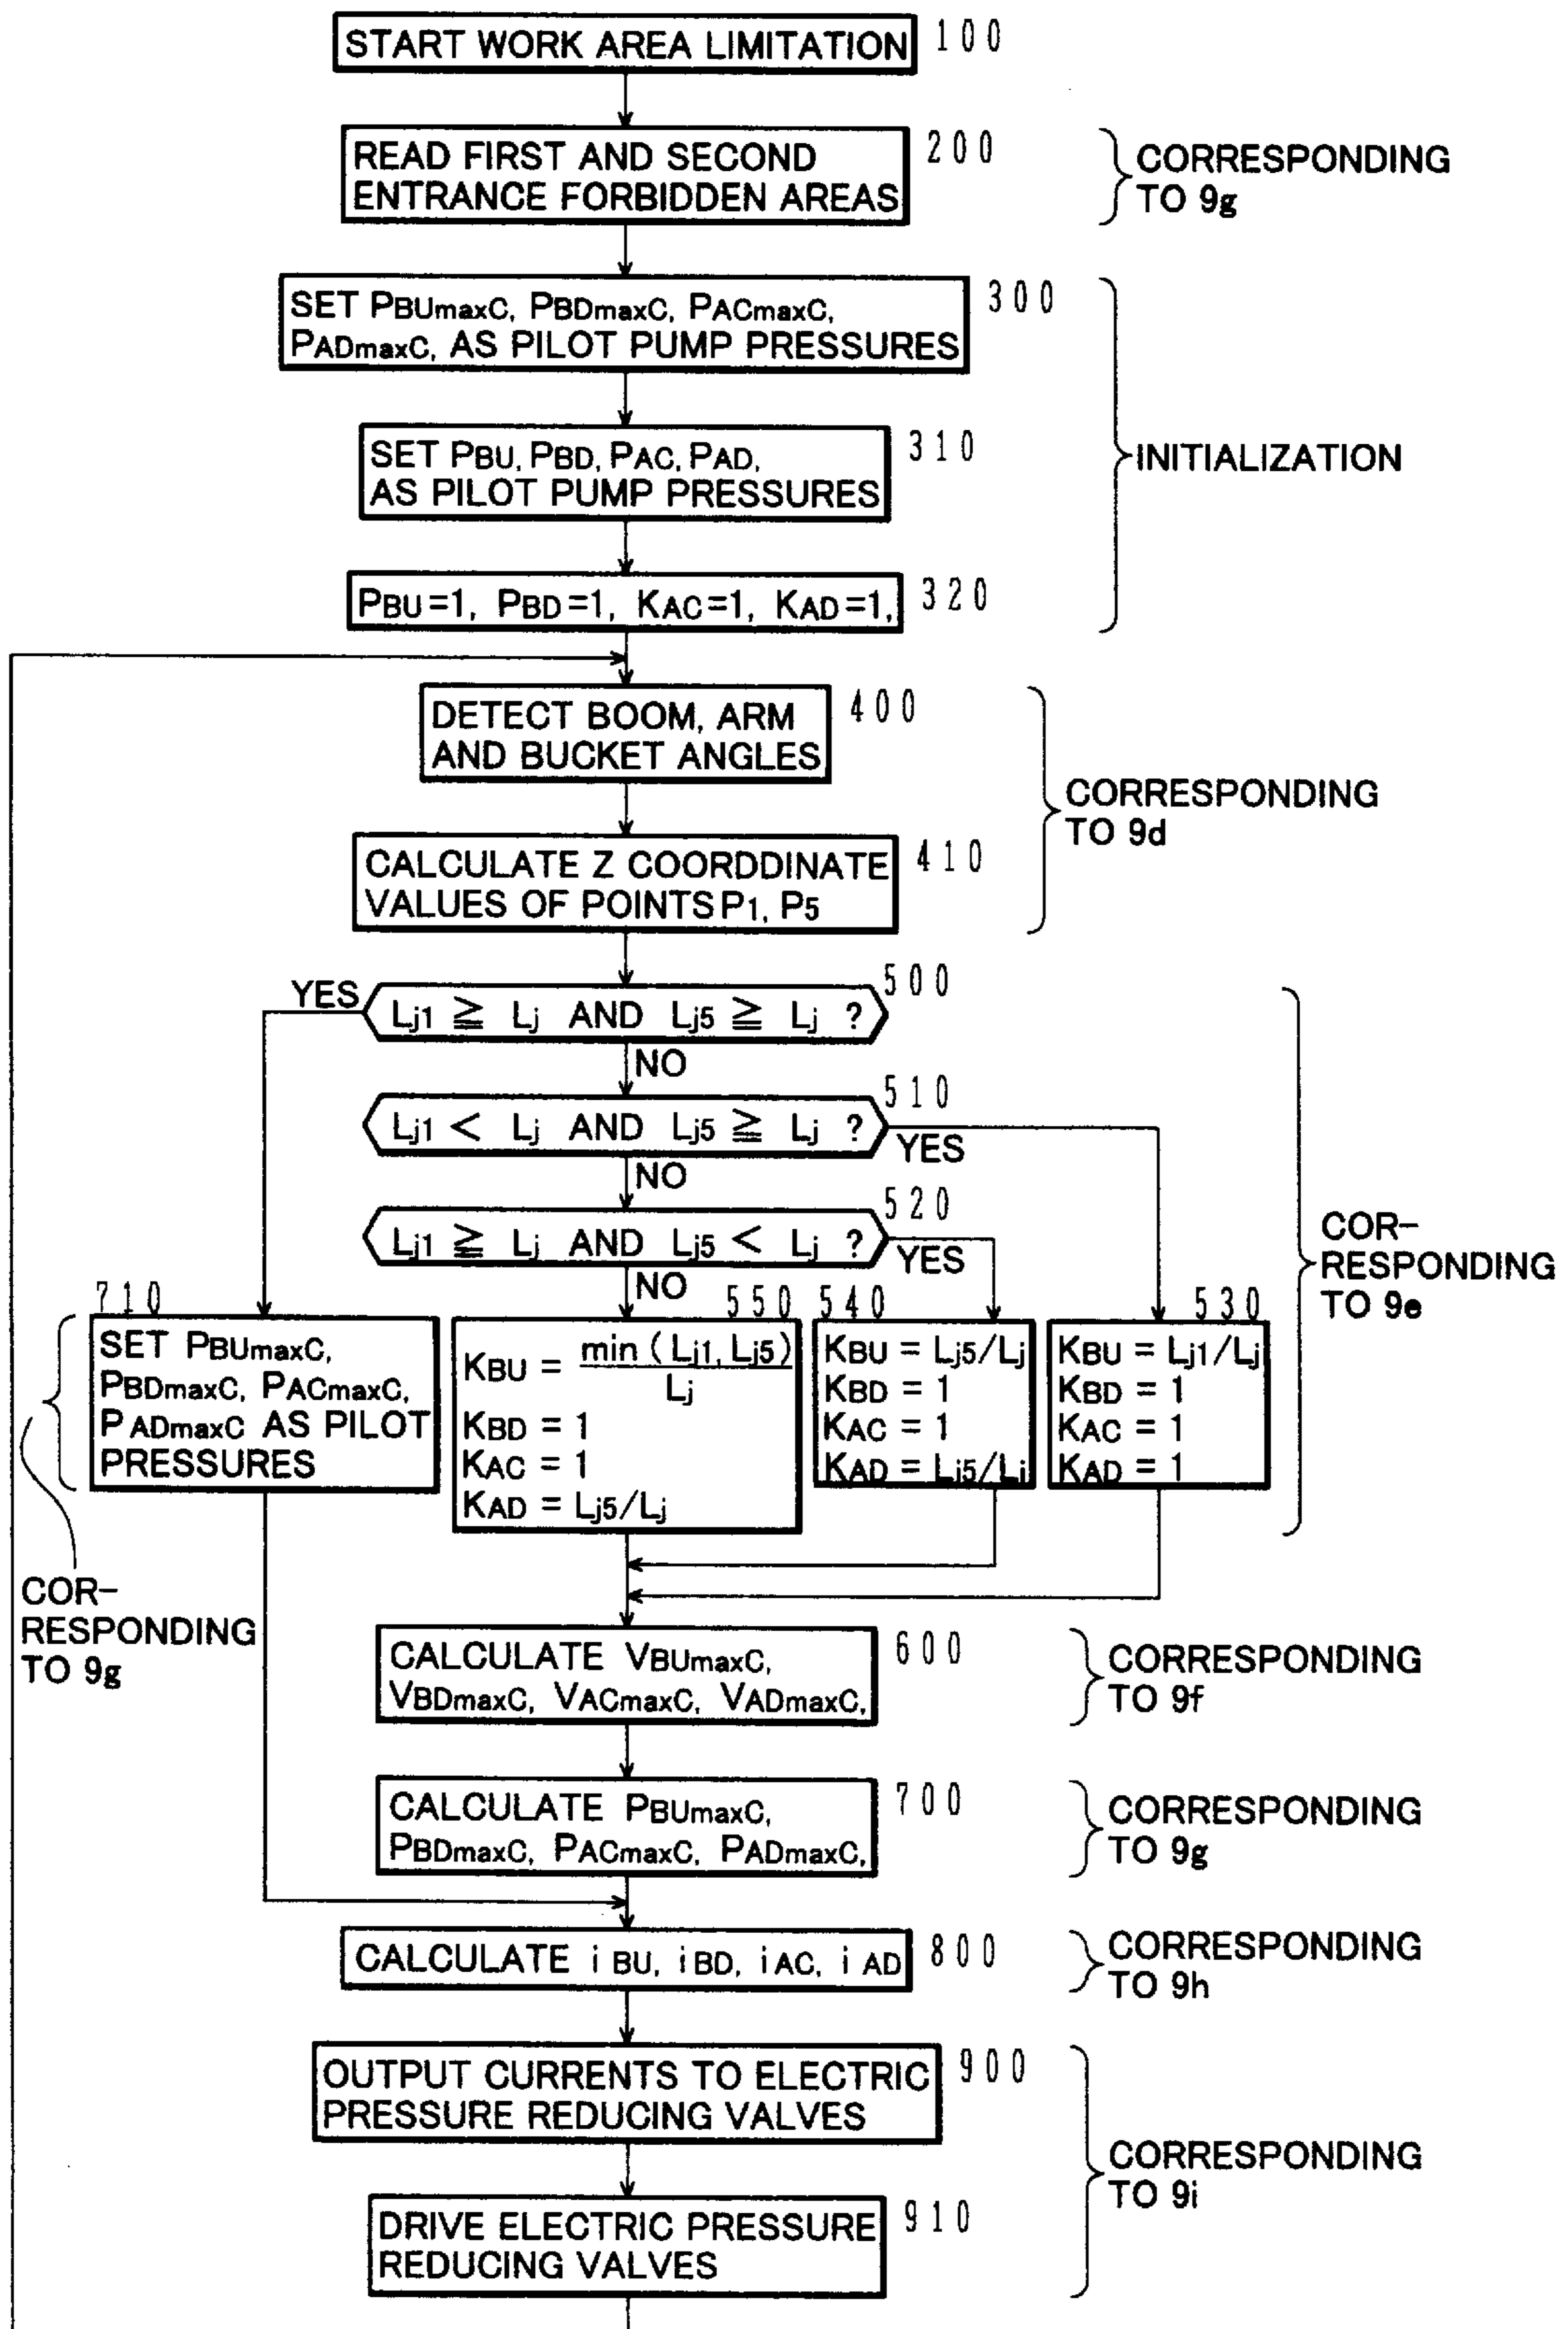 START WORK AREA LIMITATION
100
READ FIRST AND SECOND
ENTRANCE FORBIDDEN AREAS
200
CORRESPONDING
TO 9g
SET PBUmaxC, PBDmaxC, PACmaxC,
PADmaxC, AS PILOT PUMP PRESSURES
300
SET PBU, PBD, PAC, PAD,
AS PILOT PUMP PRESSURES
310
INITIALIZATION
PBU=1, PBD=1, KAC=1, KAD=1,
320
DETECT BOOM, ARM
AND BUCKET ANGLES
400
CORRESPONDING
TO 9d
CALCULATE Z COORDDINATE
VALUES OF POINTS P1, P5
410
YES
Lj1 ≧ Lj AND Lj5 ≧ Lj ?
500
NO
Lj1 < Lj AND Lj5 ≧ Lj ?
510
YES
NO
Lj1 ≧ Lj AND Lj5 < Lj ?
520
YES
NO
COR-
RESPONDING
TO 9e
710
SET PBUmaxC,
PBDmaxC, PACmaxC,
PADmaxC AS PILOT
PRESSURES
COR-
RESPONDING
TO 9g
550
KBU = min (Lj1, Lj5)
Lj
KBD = 1
KAC = 1
KAD = Lj5/Lj
540
KBU = Lj5/Lj
KBD = 1
KAC = 1
KAD = Lj5/Lj
530
KBU = Lj1/Lj
KBD = 1
KAC = 1
KAD = 1
CALCULATE VBUmaxC,
VBDmaxC, VACmaxC, VADmaxC,
600
CORRESPONDING
TO 9f
CALCULATE PBUmaxC,
PBDmaxC, PACmaxC, PADmaxC,
700
CORRESPONDING
TO 9g
CALCULATE iBU, iBD, iAC, iAD
800
CORRESPONDING
TO 9h
OUTPUT CURRENTS TO ELECTRIC
PRESSURE REDUCING VALVES
900
CORRESPONDING
TO 9i
DRIVE ELECTRIC PRESSURE
REDUCING VALVES
910